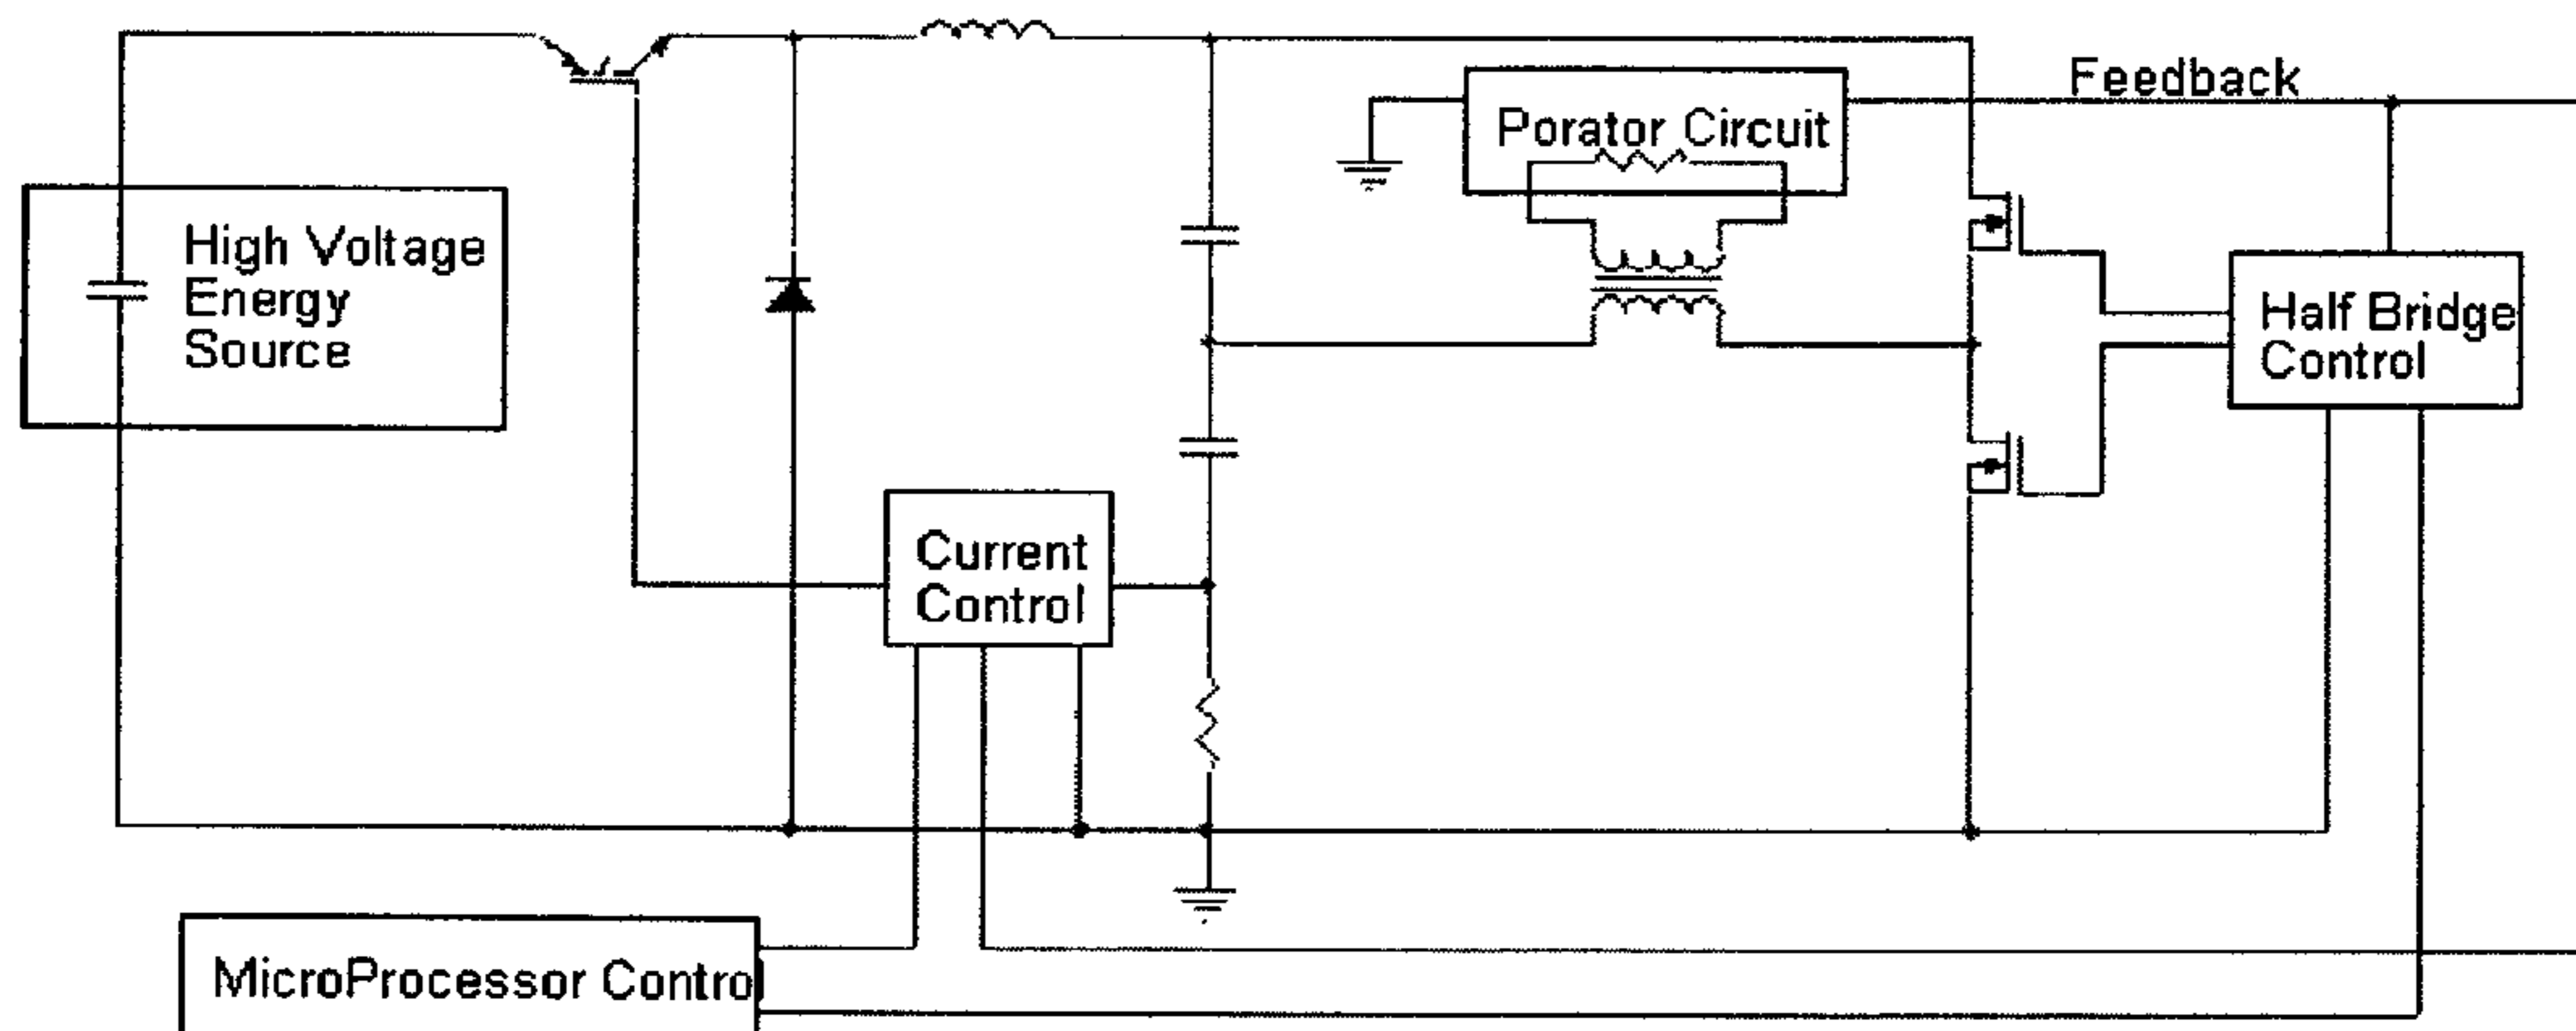 Feedback
Porator Circuit
High Voltage
Energy
Source
Half Bridge
Control
Current
Control
MicroProcessor Control